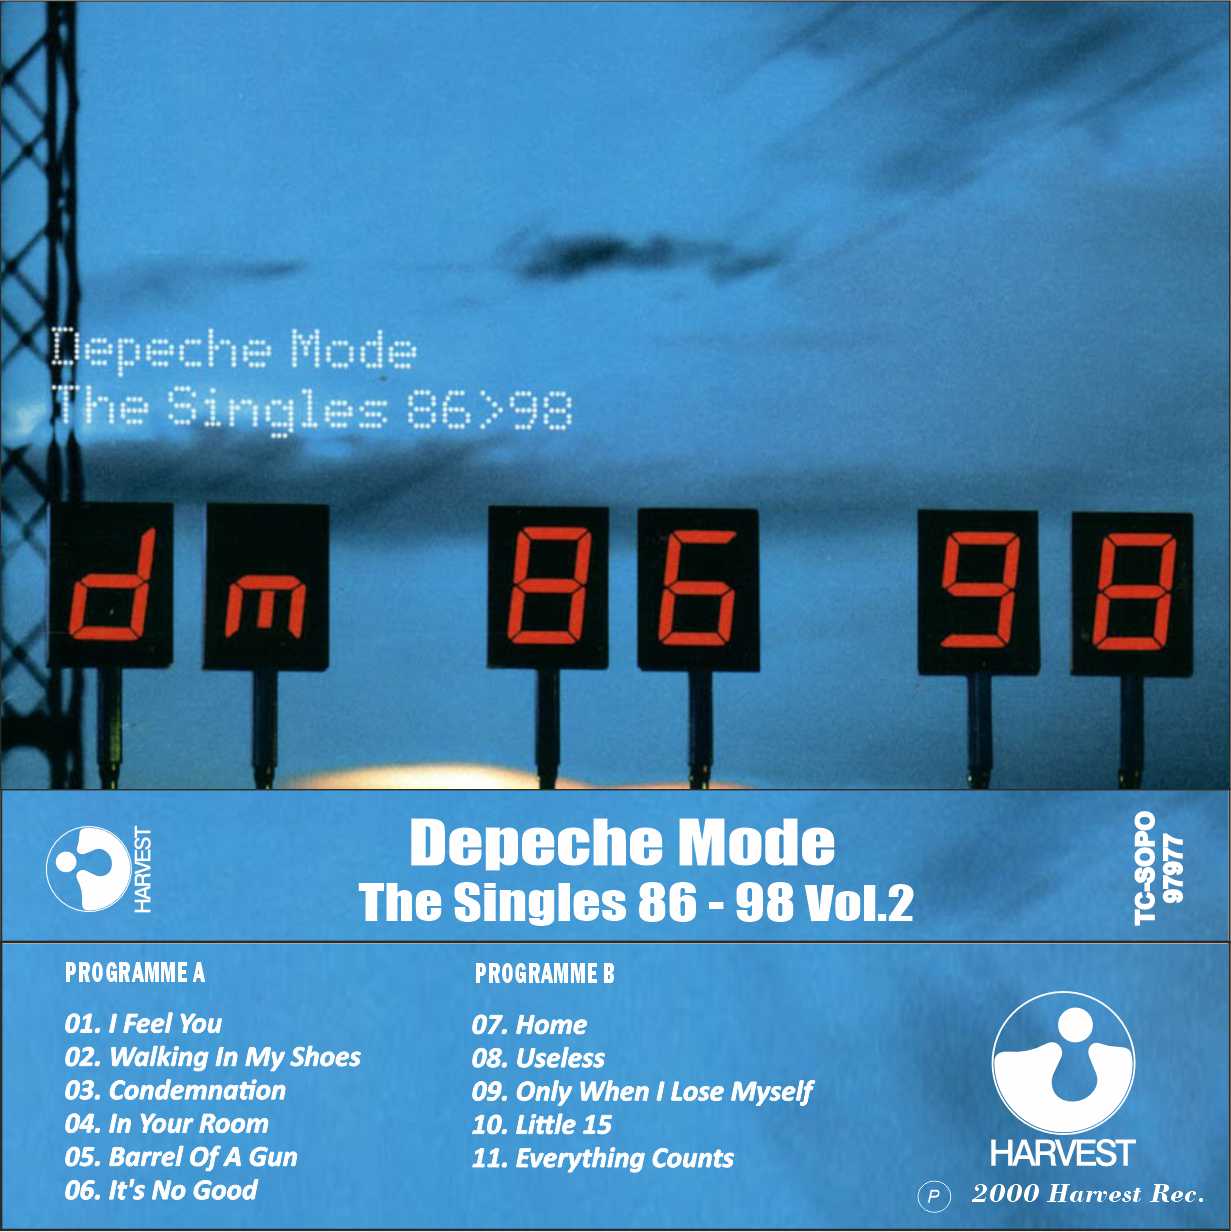 Depeche Mode
The Singles 86>98
dm 86 98
HARVEST
Depeche Mode
The Singles 86 - 98 Vol.2
TC-SOPO
97977
PROGRAMME A
01. I Feel You
02. Walking In My Shoes
03. Condemnation
04. In Your Room
05. Barrel Of A Gun
06. It's No Good
PROGRAMME B
07. Home
08. Useless
09. Only When I Lose Myself
10. Little 15
11. Everything Counts
HARVEST
℗ 2000 Harvest Rec.